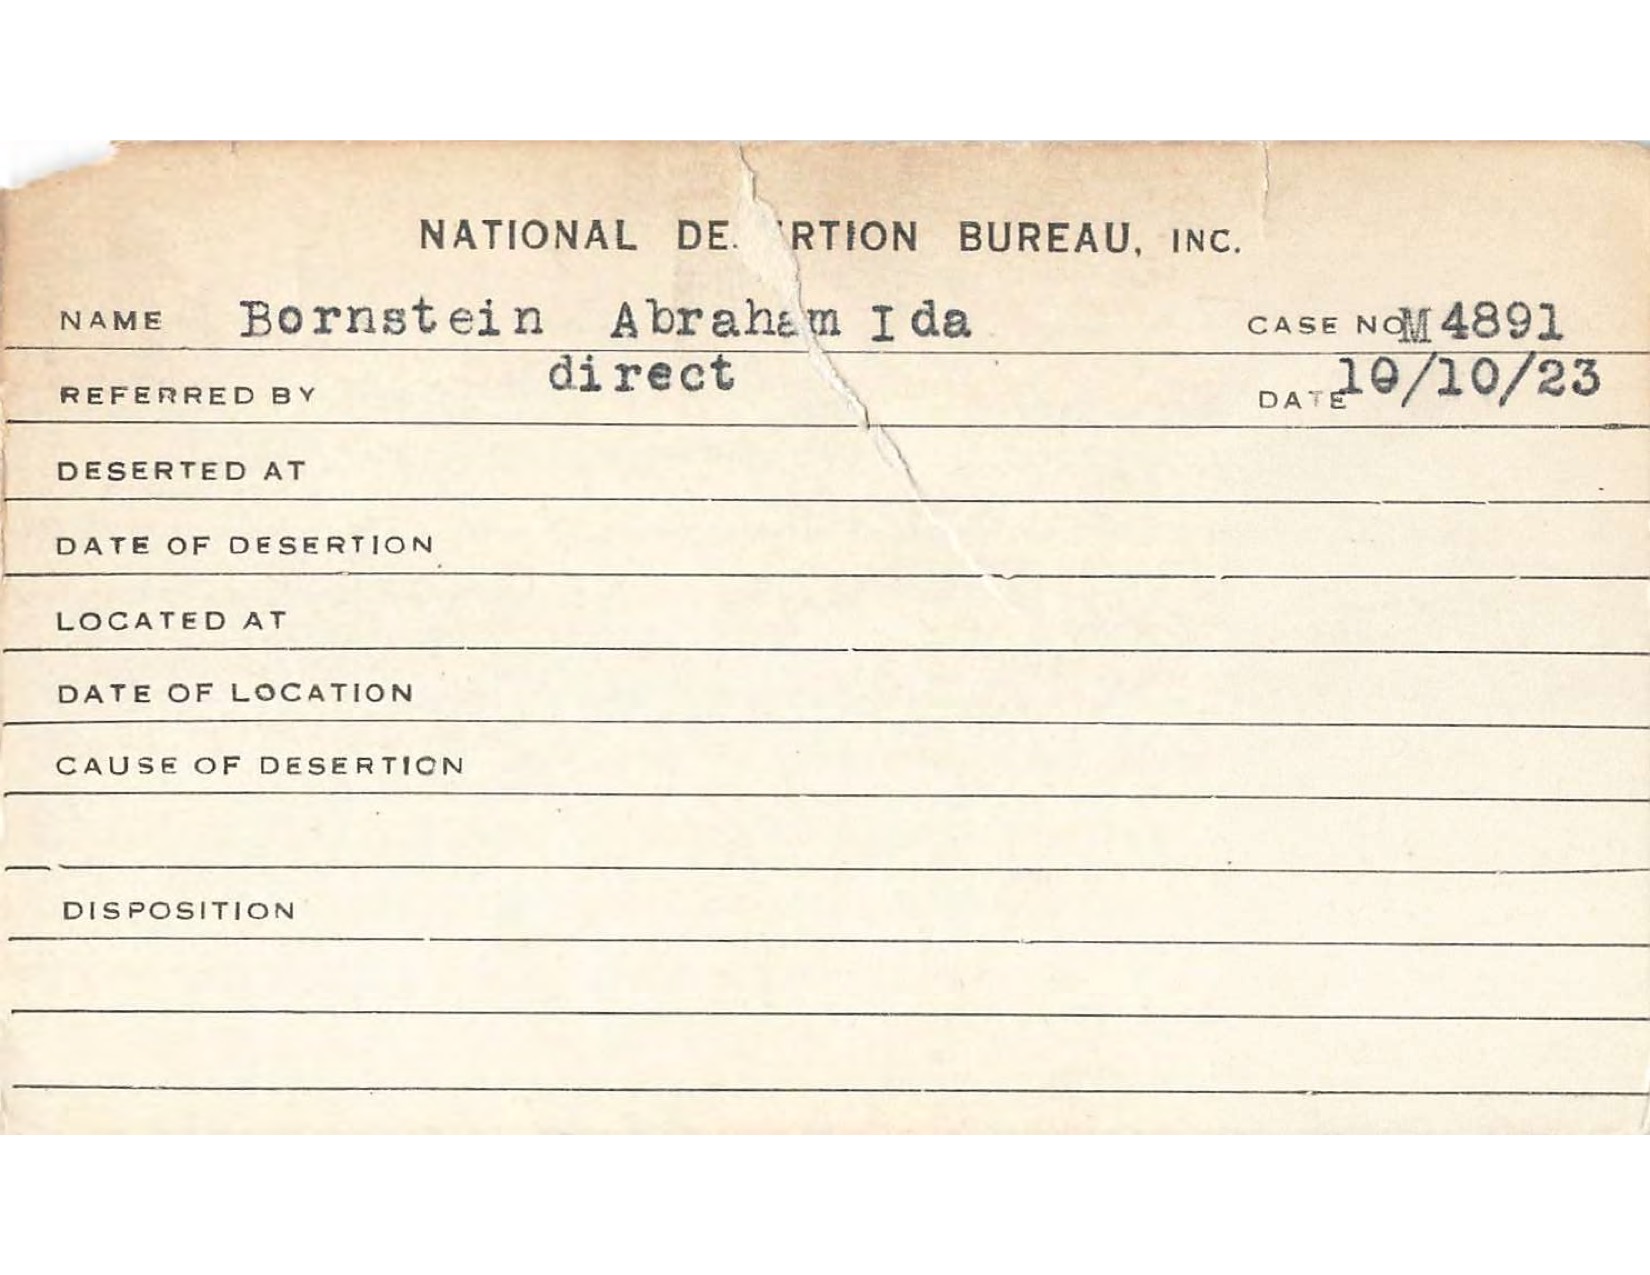 NATIONAL DE RTION BUREAU, INC.
NAME Bornstein Abraham Ida CASE NO M4891
REFERRED BY direct DATE 10/10/23
DESERTED AT
DATE OF DESERTION
LOCATED AT
DATE OF LOCATION
CAUSE OF DESERTION
DISPOSITION